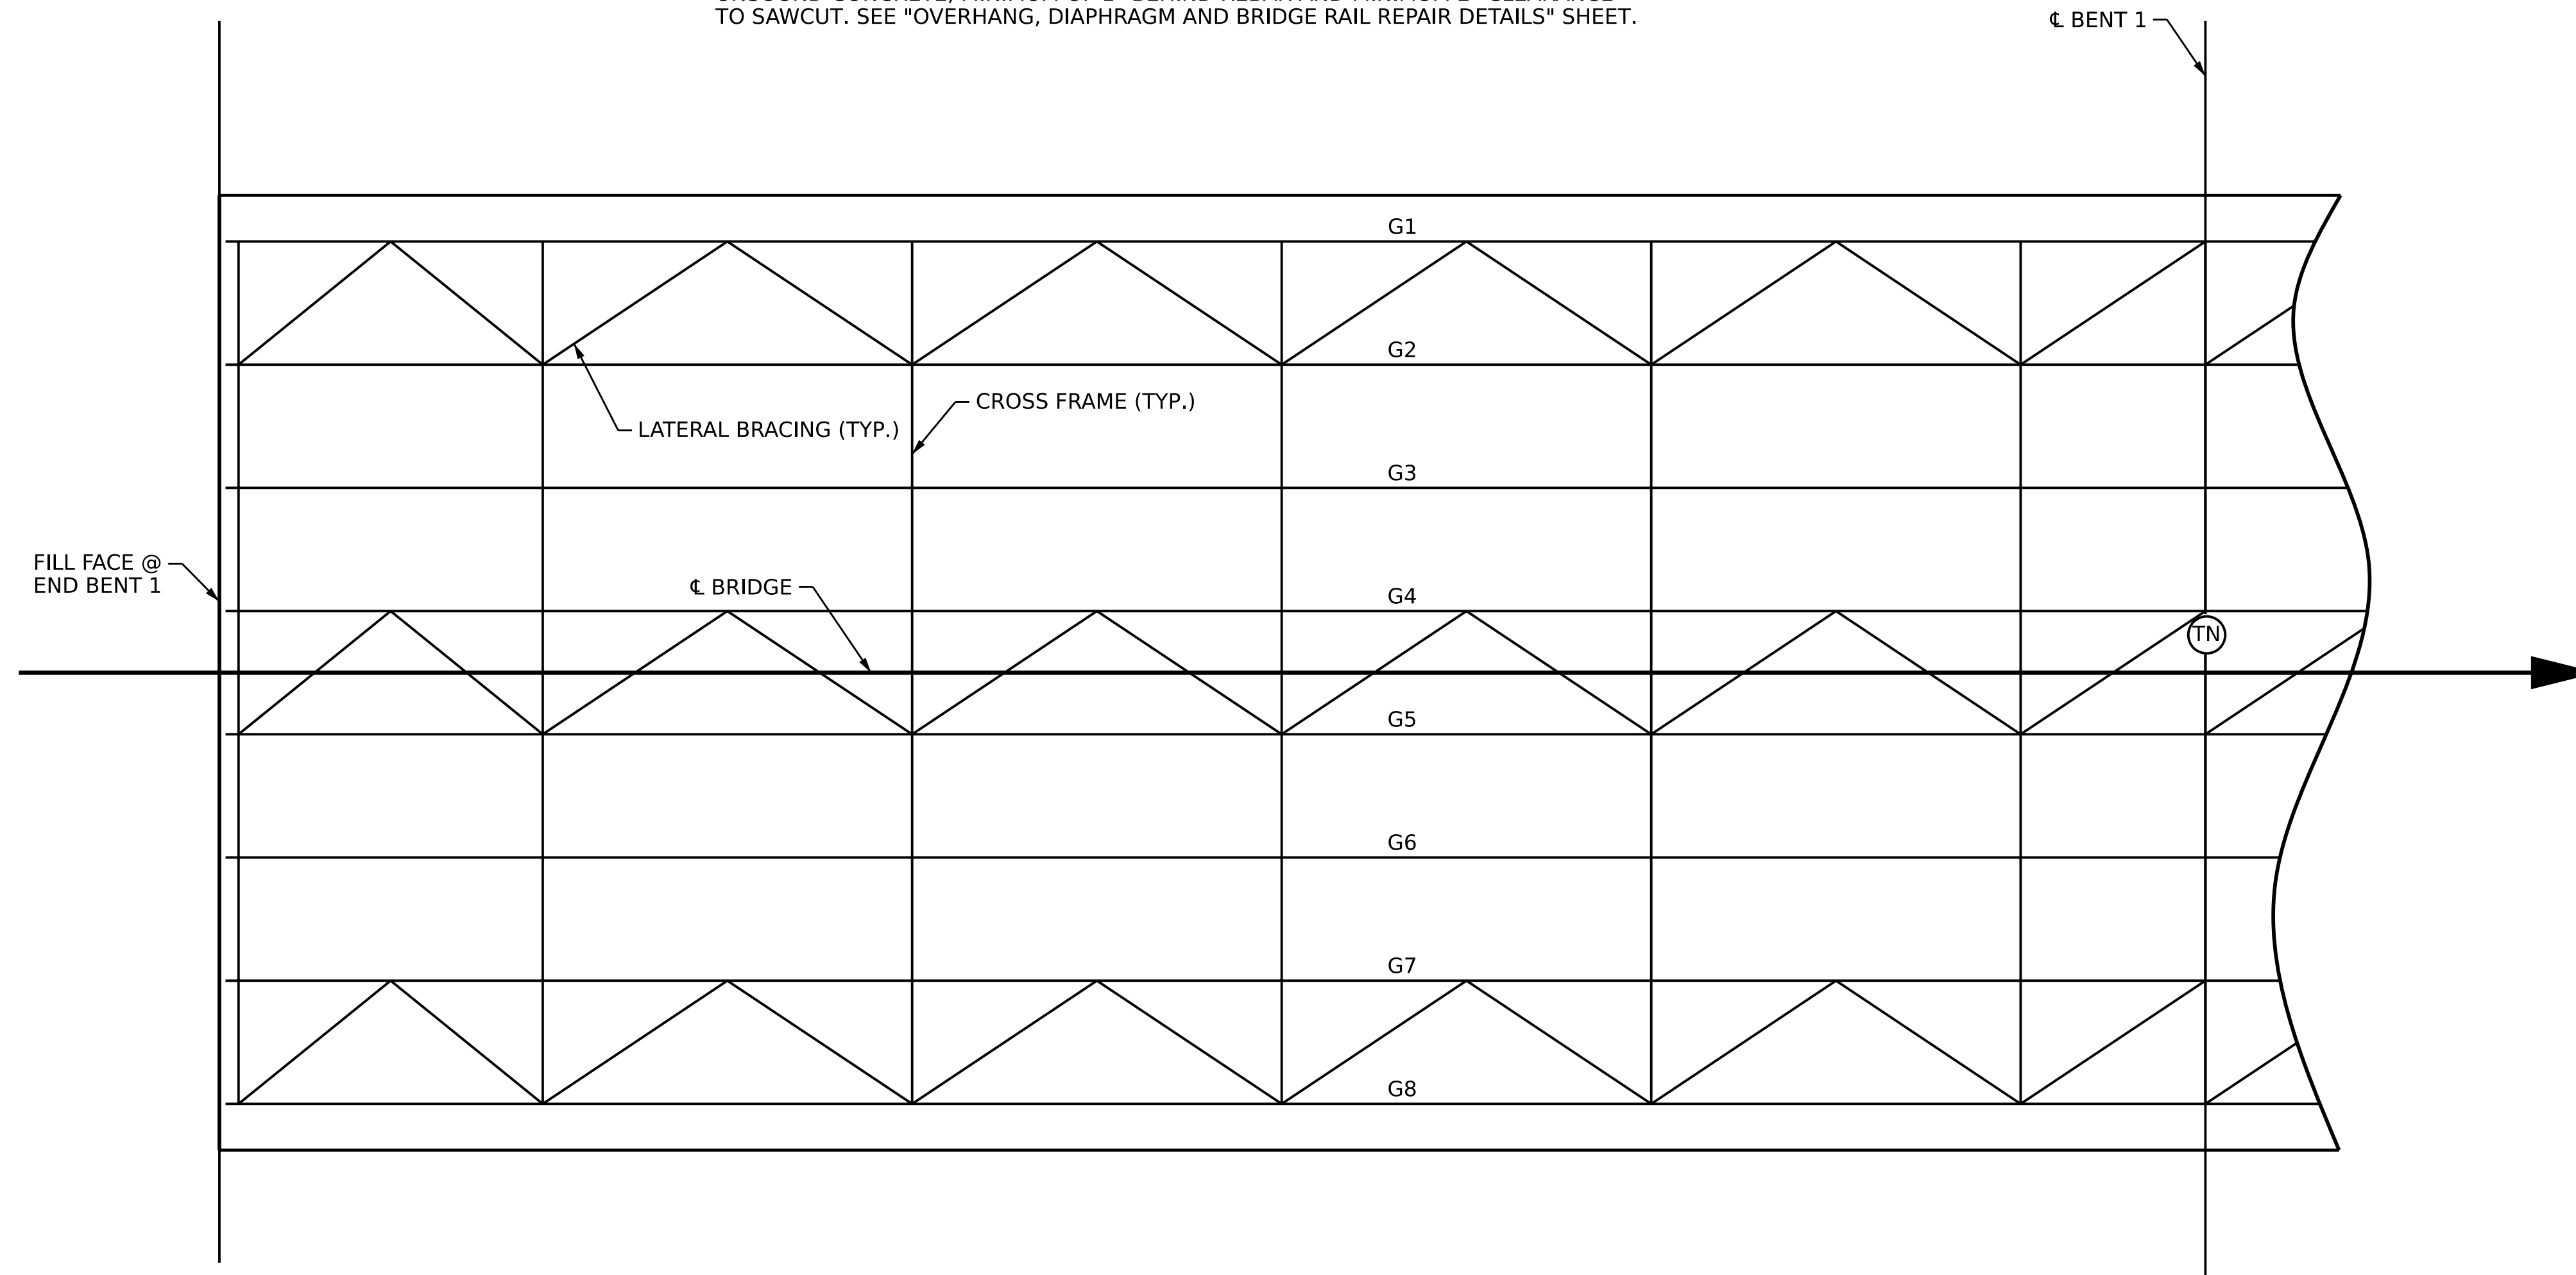 TO SAWCUT. SEE "OVERHANG, DIAPHRAGM AND BRIDGE RAIL REPAIR DETAILS" SHEET.
℄ BENT 1
G1
G2
CROSS FRAME (TYP.)
LATERAL BRACING (TYP.)
G3
FILL FACE @
END BENT 1
℄ BRIDGE
G4
TN
G5
G6
G7
G8